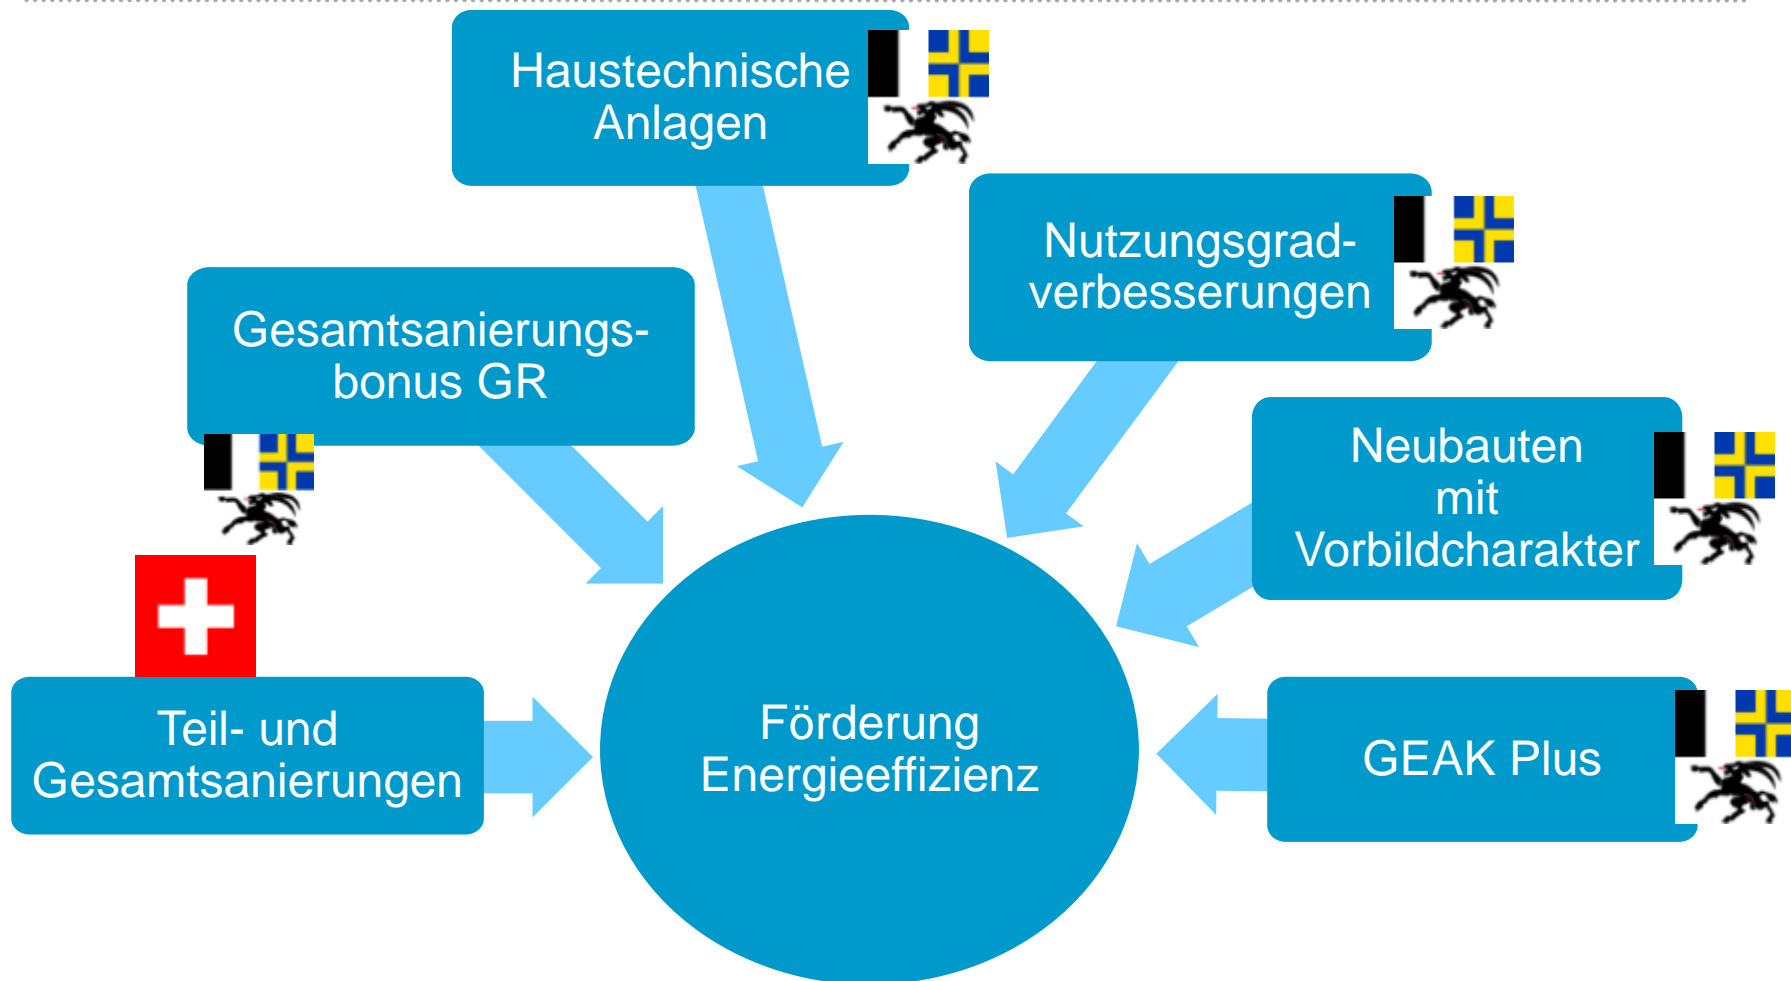 Haustechnische
Anlagen
Nutzungsgrad-
verbesserungen
Gesamtsanierungs-
bonus GR
Neubauten
mit
Vorbildcharakter
Teil- und
Gesamtsanierungen
Förderung
Energieeffizienz
GEAK Plus